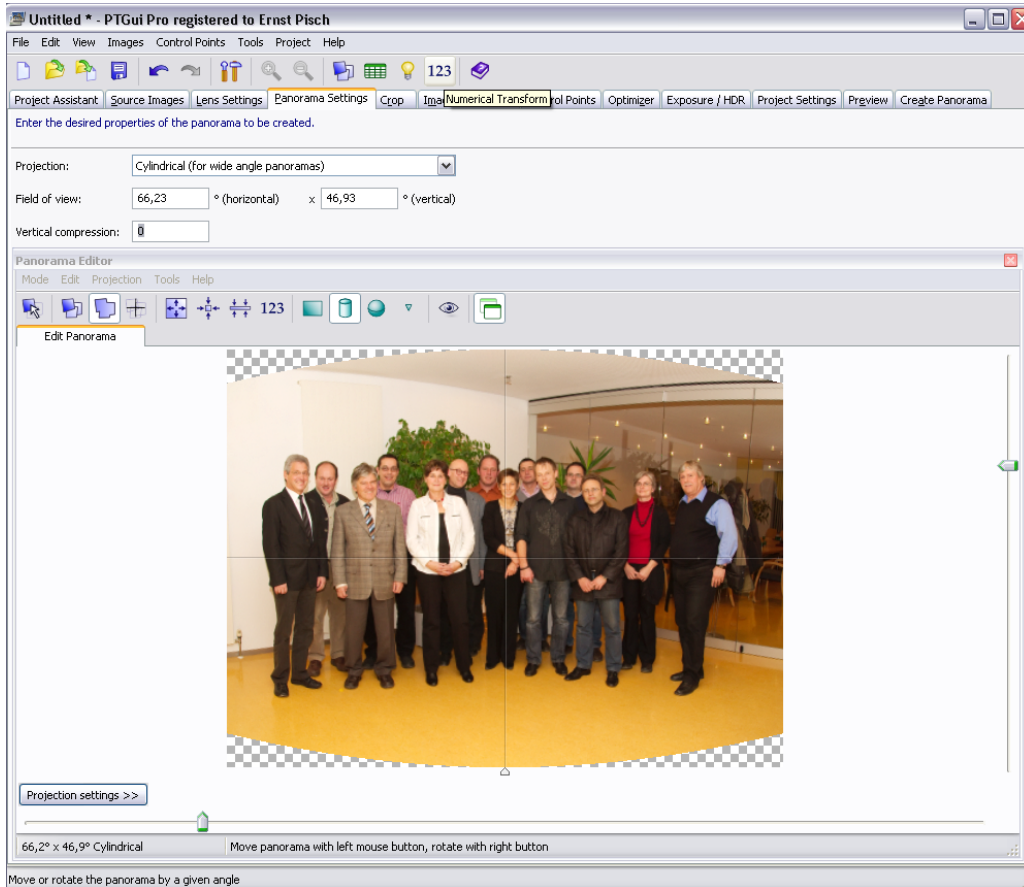 Untitled * - PTGui Pro registered to Ernst Pisch
File Edit View Images Control Points Tools Project Help
123
Project Assistant Source Images Lens Settings Panorama Settings Crop Ima Numerical Transform rol Points Optimizer Exposure / HDR Project Settings Preview Create Panorama
Enter the desired properties of the panorama to be created.
Projection: Cylindrical (for wide angle panoramas)
Field of view: 66,23 ° (horizontal) x 46,93 ° (vertical)
Vertical compression: 0
Panorama Editor
Mode Edit Projection Tools Help
123
Edit Panorama
Projection settings >>
66,2° x 46,9° Cylindrical Move panorama with left mouse button, rotate with right button
Move or rotate the panorama by a given angle